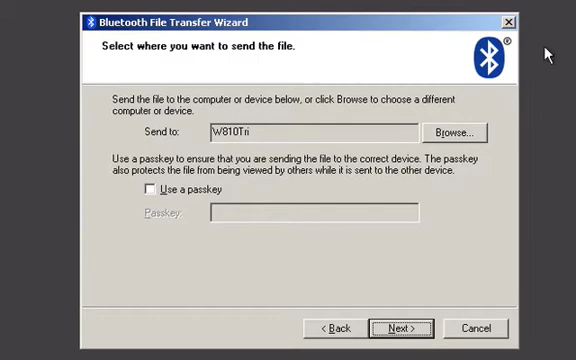 Bluetooth File Transfer Wizard
Select where you want to send the file.
®
Send the file to the computer or device below, or click Browse to choose a different
computer or device.
Send to: W810Tri Browse...
Use a passkey to ensure that you are sending the file to the correct device. The passkey
also protects the file from being viewed by others while it is sent to the other device.
Use a passkey
Passkey:
< Back Next > Cancel